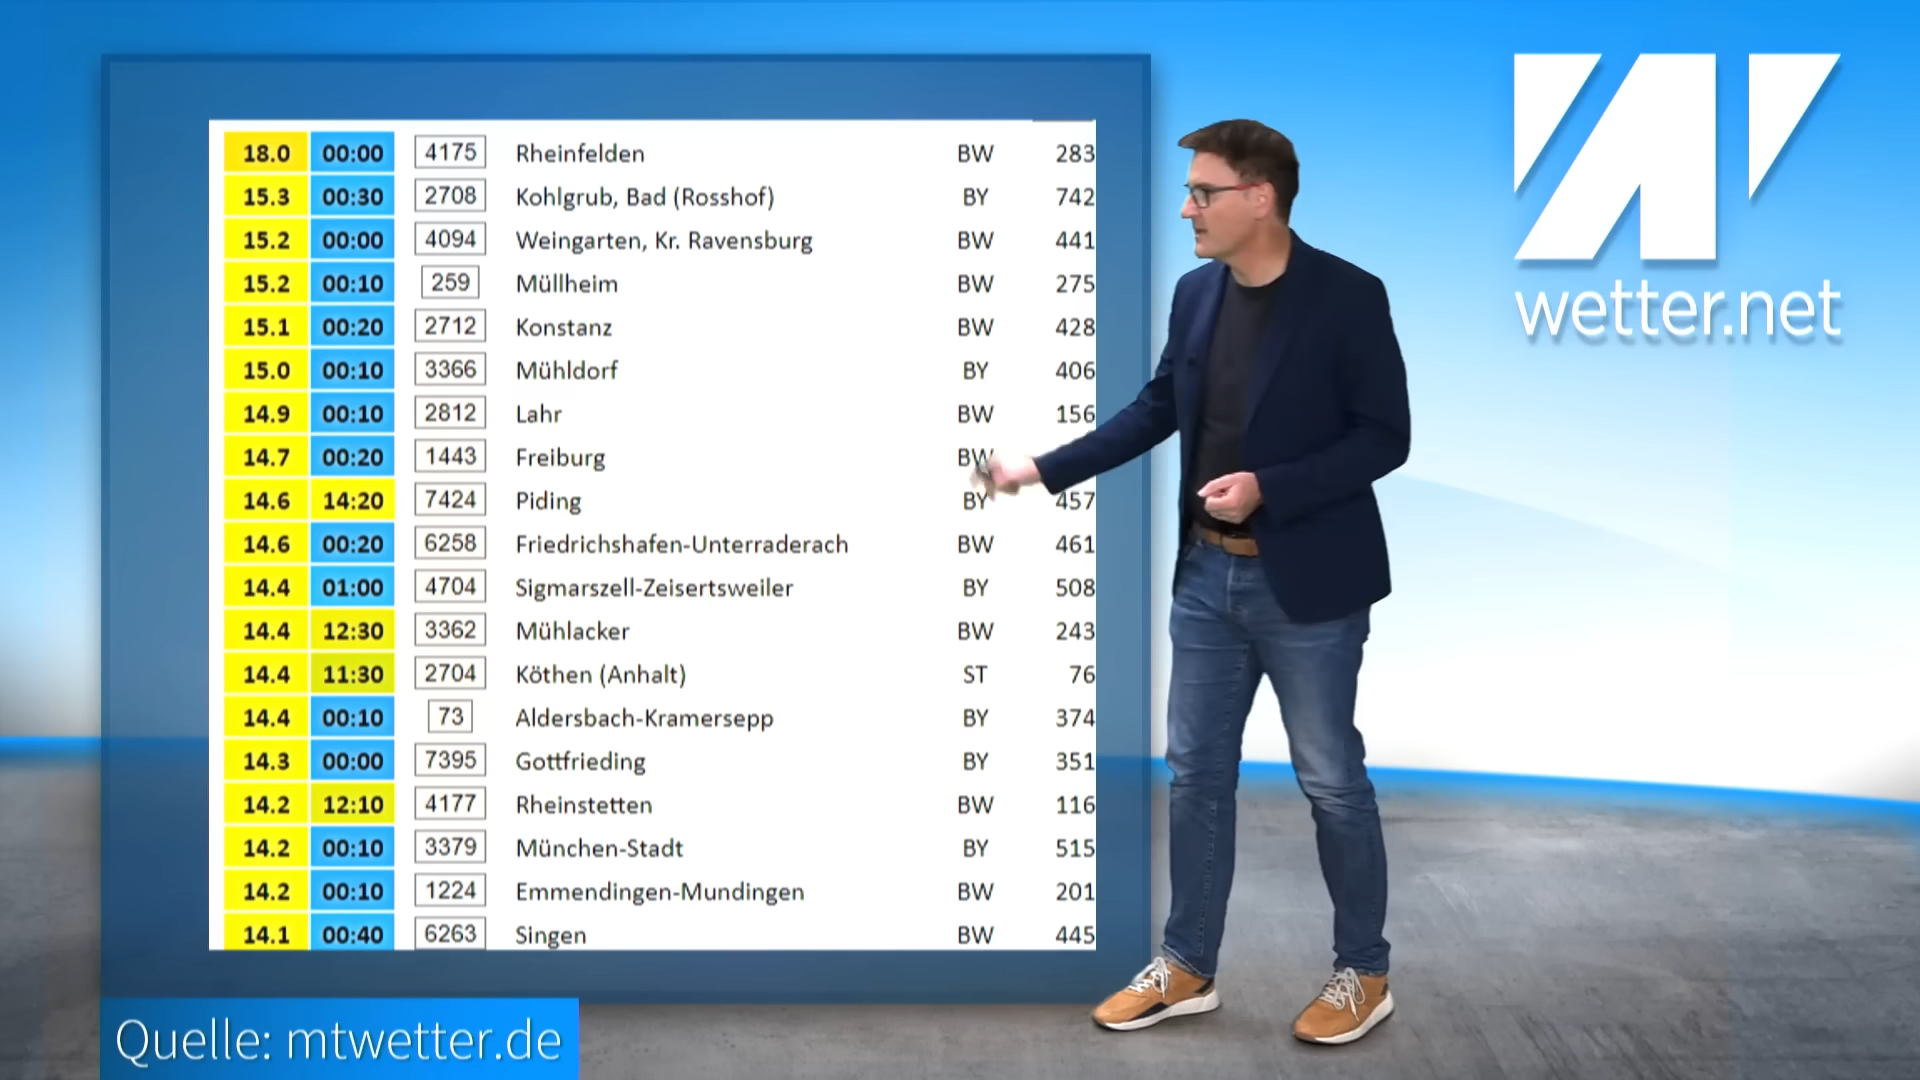 18.0 00:00 4175 Rheinfelden BW 283
15.3 00:30 2708 Kohlgrub, Bad (Rosshof) BY 742
15.2 00:00 4094 Weingarten, Kr. Ravensburg BW 441
15.2 00:10 259 Müllheim BW 275
15.1 00:20 2712 Konstanz BW 428
15.0 00:10 3366 Mühldorf BY 406
14.9 00:10 2812 Lahr BW 156
14.7 00:20 1443 Freiburg BW
14.6 14:20 7424 Piding BY 457
14.6 00:20 6258 Friedrichshafen-Unterraderach BW 461
14.4 01:00 4704 Sigmarszell-Zeisertsweiler BY 508
14.4 12:30 3362 Mühlacker BW 243
14.4 11:30 2704 Köthen (Anhalt) ST 76
14.4 00:10 73 Aldersbach-Kramersepp BY 374
14.3 00:00 7395 Gottfrieding BY 351
14.2 12:10 4177 Rheinstetten BW 116
14.2 00:10 3379 München-Stadt BY 515
14.2 00:10 1224 Emmendingen-Mundingen BW 201
14.1 00:40 6263 Singen BW 445
wetter.net
Quelle: mtwetter.de